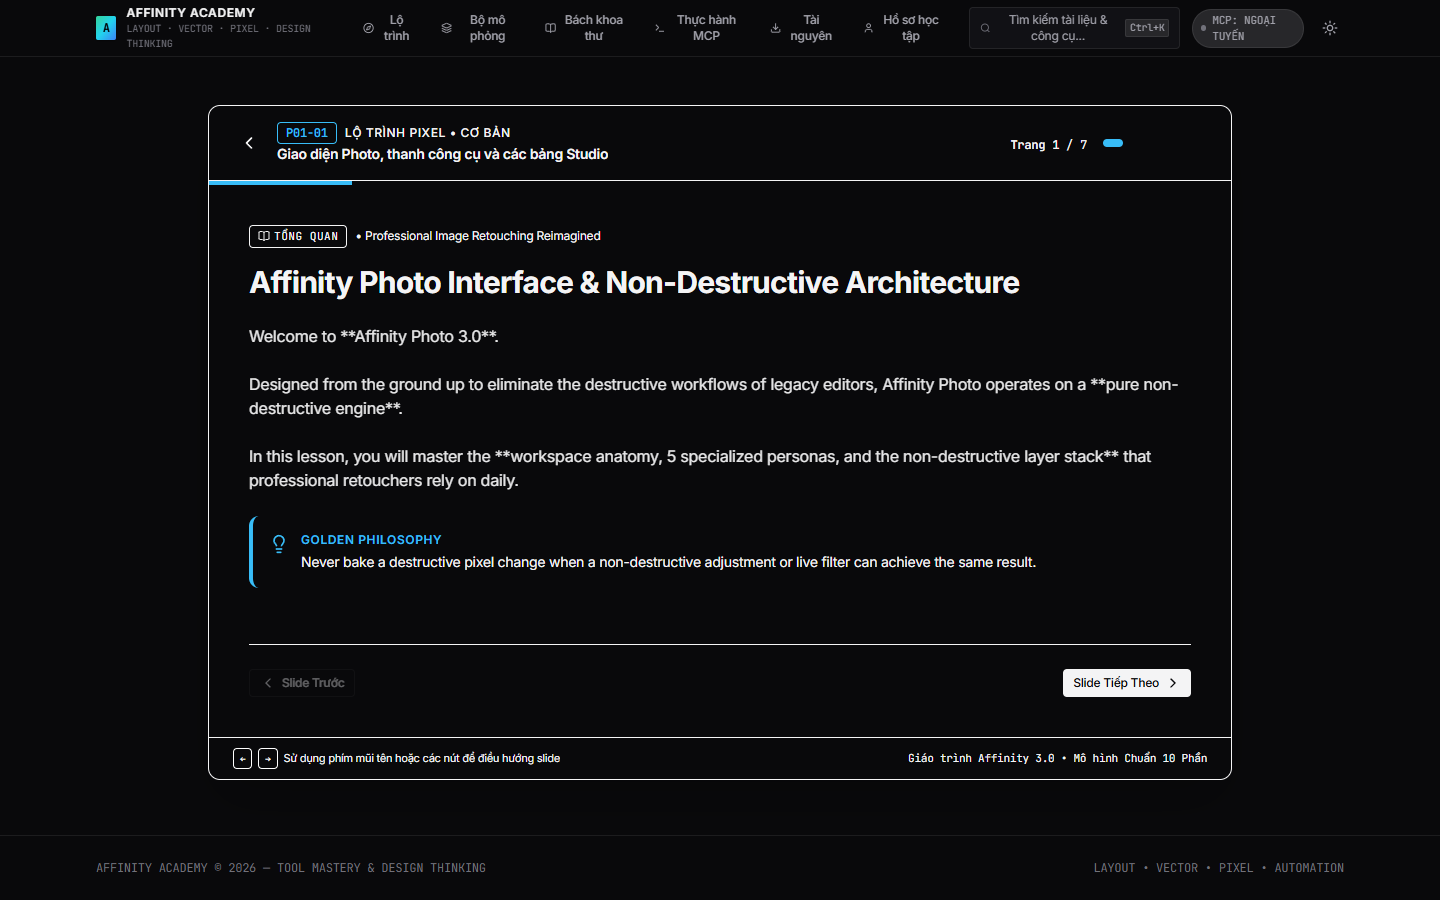 A
AFFINITY ACADEMY
LAYOUT · VECTOR · PIXEL · DESIGN
THINKING
Lộ
trình
Bộ mô
phỏng
Bách khoa
thư
Thực hành
MCP
Tài
nguyên
Hồ sơ học
tập
Tìm kiếm tài liệu &
công cụ...
Ctrl+K
MCP: NGOẠI
TUYẾN
P01-01 LỘ TRÌNH PIXEL • CƠ BẢN
Giao diện Photo, thanh công cụ và các bảng Studio
Trang 1 / 7
TỔNG QUAN • Professional Image Retouching Reimagined
Affinity Photo Interface & Non-Destructive Architecture
Welcome to **Affinity Photo 3.0**.
Designed from the ground up to eliminate the destructive workflows of legacy editors, Affinity Photo operates on a **pure non-
destructive engine**.
In this lesson, you will master the **workspace anatomy, 5 specialized personas, and the non-destructive layer stack** that
professional retouchers rely on daily.
GOLDEN PHILOSOPHY
Never bake a destructive pixel change when a non-destructive adjustment or live filter can achieve the same result.
Slide Trước
Slide Tiếp Theo
← → Sử dụng phím mũi tên hoặc các nút để điều hướng slide
Giáo trình Affinity 3.0 • Mô hình Chuẩn 10 Phần
AFFINITY ACADEMY © 2026 — TOOL MASTERY & DESIGN THINKING
LAYOUT • VECTOR • PIXEL • AUTOMATION